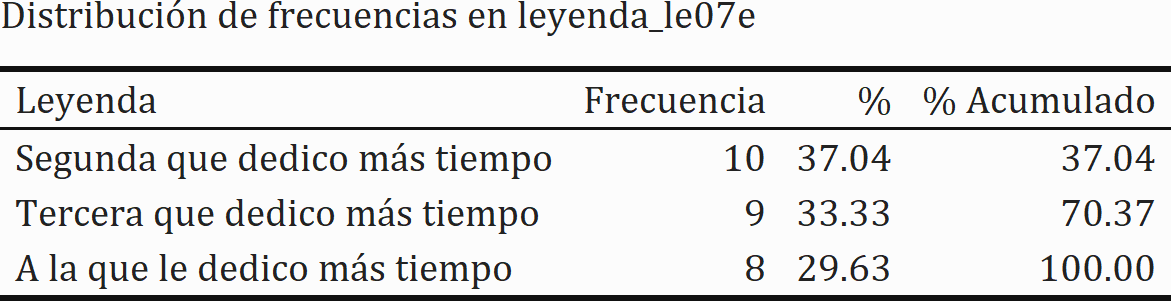 Distribución de frecuencias en leyenda_le07e
Leyenda Frecuencia % % Acumulado
Segunda que dedico más tiempo 10 37.04 37.04
Tercera que dedico más tiempo 9 33.33 70.37
A la que le dedico más tiempo 8 29.63 100.00